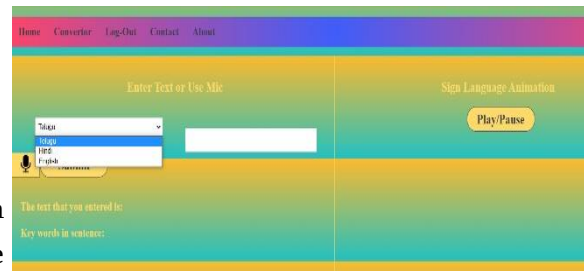 Home Convertor Log-Out Contact About
Enter Text or Use Mic
Sign Language Animation
Play/Pause
Telugu
Telugu
Hindi
English
The text that you entered is:
Key words in sentence: